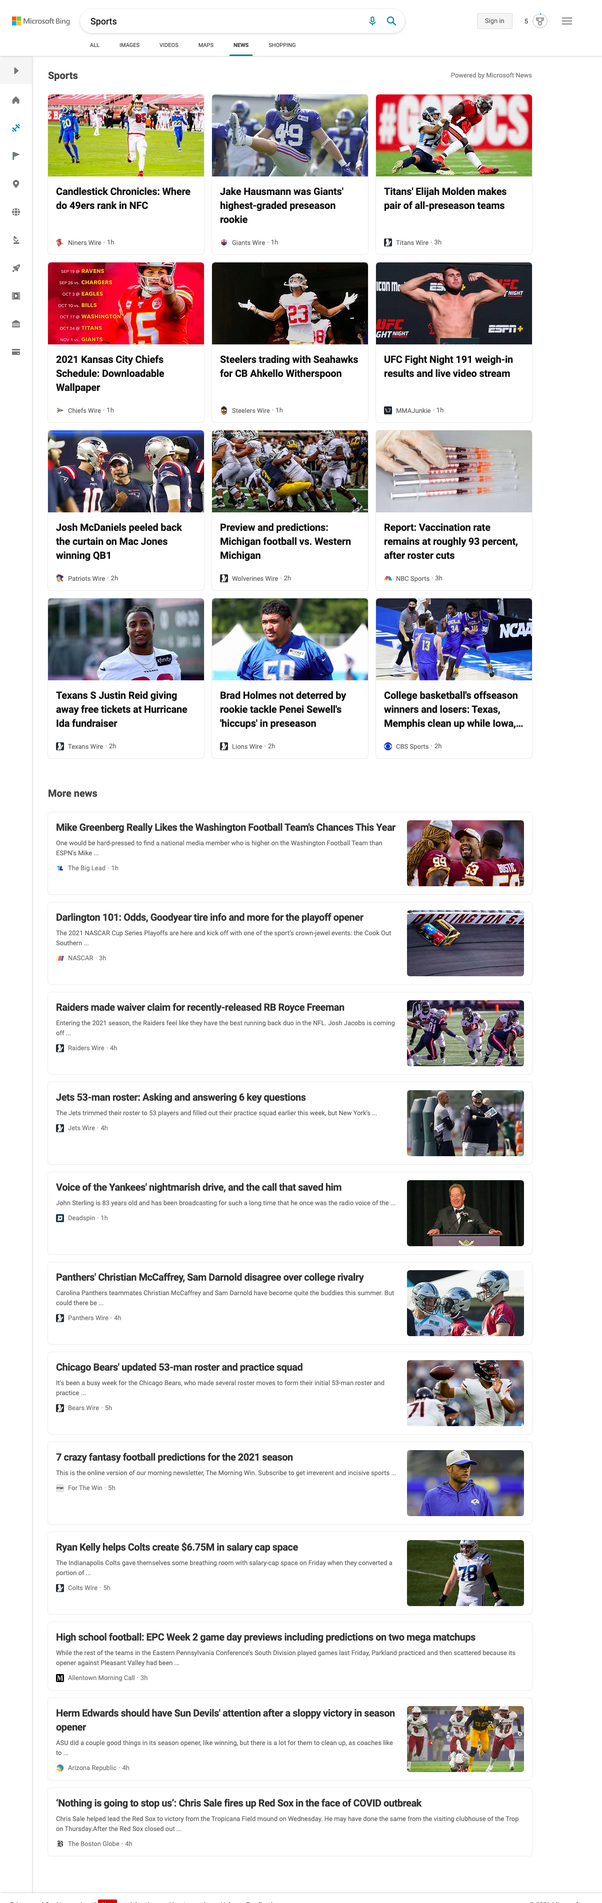 Microsoft Bing
Sports
Sign in
5
ALL IMAGES VIDEOS MAPS NEWS SHOPPING
Sports
Powered by Microsoft News
Candlestick Chronicles: Where
do 49ers rank in NFC
Niners Wire · 1h
Jake Hausmann was Giants'
highest-graded preseason
rookie
Giants Wire · 1h
Titans' Elijah Molden makes
pair of all-preseason teams
Titans Wire · 3h
SEP 19 @ RAVENS
SEP 26 vs. CHARGERS
OCT 3 @ EAGLES
OCT 10 vs. BILLS
OCT 17 @ WASHINGTON
OCT 24 @ TITANS
NOV 1 vs. GIANTS
15
2021 Kansas City Chiefs
Schedule: Downloadable
Wallpaper
Chiefs Wire · 1h
23
Steelers trading with Seahawks
for CB Ahkello Witherspoon
Steelers Wire · 1h
UFC
FIGHT NIGHT
ESPN+
UFC Fight Night 191 weigh-in
results and live video stream
MMAJunkie · 1h
10
Josh McDaniels peeled back
the curtain on Mac Jones
winning QB1
Patriots Wire · 2h
Preview and predictions:
Michigan football vs. Western
Michigan
Wolverines Wire · 2h
Report: Vaccination rate
remains at roughly 93 percent,
after roster cuts
NBC Sports · 3h
Texans S Justin Reid giving
away free tickets at Hurricane
Ida fundraiser
Texans Wire · 2h
Brad Holmes not deterred by
rookie tackle Penei Sewell's
'hiccups' in preseason
Lions Wire · 2h
13
34
NCAA
College basketball's offseason
winners and losers: Texas,
Memphis clean up while Iowa,...
CBS Sports · 2h
More news
Mike Greenberg Really Likes the Washington Football Team's Chances This Year
One would be hard-pressed to find a national media member who is higher on the Washington Football Team than
ESPN's Mike ...
The Big Lead · 1h
99
53
BOSTIC
Darlington 101: Odds, Goodyear tire info and more for the playoff opener
The 2021 NASCAR Cup Series Playoffs are here and kick off with one of the sport's crown-jewel events: the Cook Out
Southern ...
NASCAR · 3h
Raiders made waiver claim for recently-released RB Royce Freeman
Entering the 2021 season, the Raiders feel like they have the best running back duo in the NFL. Josh Jacobs is coming
off ...
Raiders Wire · 4h
Jets 53-man roster: Asking and answering 6 key questions
The Jets trimmed their roster to 53 players and filled out their practice squad earlier this week, but New York's ...
Jets Wire · 4h
Voice of the Yankees' nightmarish drive, and the call that saved him
John Sterling is 83 years old and has been broadcasting for such a long time that he once was the radio voice of the ...
Deadspin · 1h
Panthers' Christian McCaffrey, Sam Darnold disagree over college rivalry
Carolina Panthers teammates Christian McCaffrey and Sam Darnold have become quite the buddies this summer. But
could there be ...
Panthers Wire · 4h
Chicago Bears' updated 53-man roster and practice squad
It's been a busy week for the Chicago Bears, who made several roster moves to form their initial 53-man roster and
practice ...
Bears Wire · 5h
71
1
7 crazy fantasy football predictions for the 2021 season
This is the online version of our morning newsletter, The Morning Win. Subscribe to get irreverent and incisive sports ...
For The Win · 5h
Ryan Kelly helps Colts create $6.75M in salary cap space
The Indianapolis Colts gave themselves some breathing room with salary-cap space on Friday when they converted a
portion of ...
Colts Wire · 5h
78
High school football: EPC Week 2 game day previews including predictions on two mega matchups
While the rest of the teams in the Eastern Pennsylvania Conference's South Division played games last Friday, Parkland practiced and then scattered because its
opener against Pleasant Valley had been ...
Allentown Morning Call · 3h
Herm Edwards should have Sun Devils' attention after a sloppy victory in season
opener
ASU did a couple good things in its season opener, like winning, but there is a lot for them to clean up, as coaches like
to ...
Arizona Republic · 4h
'Nothing is going to stop us': Chris Sale fires up Red Sox in the face of COVID outbreak
Chris Sale helped lead the Red Sox to victory from the Tropicana Field mound on Wednesday. He may have done the same from the visiting clubhouse of the Trop
on Thursday.After the Red Sox closed out ...
The Boston Globe · 4h